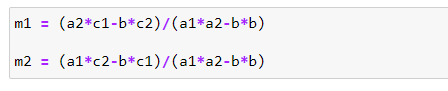 m1 = (a2*c1-b*c2)/(a1*a2-b*b)
m2 = (a1*c2-b*c1)/(a1*a2-b*b)